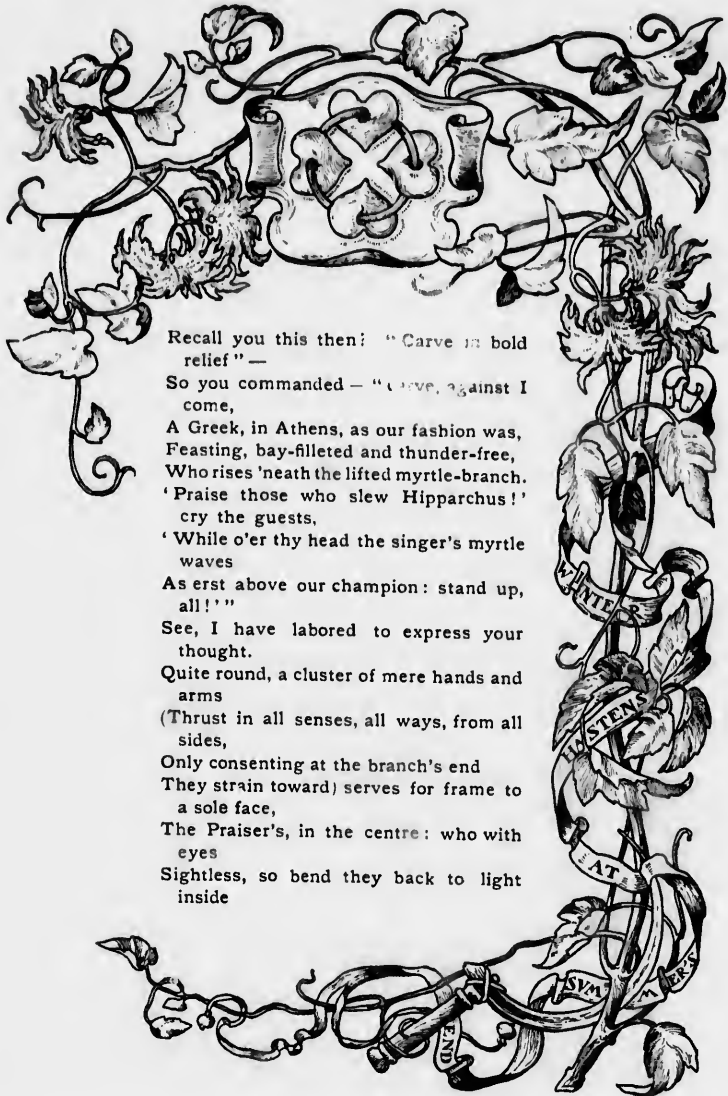 Recall you this then? "Carve in bold
relief" —
So you commanded — "carve, against I
come,
A Greek, in Athens, as our fashion was,
Feasting, bay-filleted and thunder-free,
Who rises 'neath the lifted myrtle-branch.
'Praise those who slew Hipparchus!'
cry the guests,
'While o'er thy head the singer's myrtle
waves
As erst above our champion: stand up,
all!'"
See, I have labored to express your
thought.
Quite round, a cluster of mere hands and
arms
(Thrust in all senses, all ways, from all
sides,
Only consenting at the branch's end
They strain toward) serves for frame to
a sole face,
The Praiser's, in the centre: who with
eyes
Sightless, so bend they back to light
inside
WINTER
HASTENS
AT
SVMMER'S
END